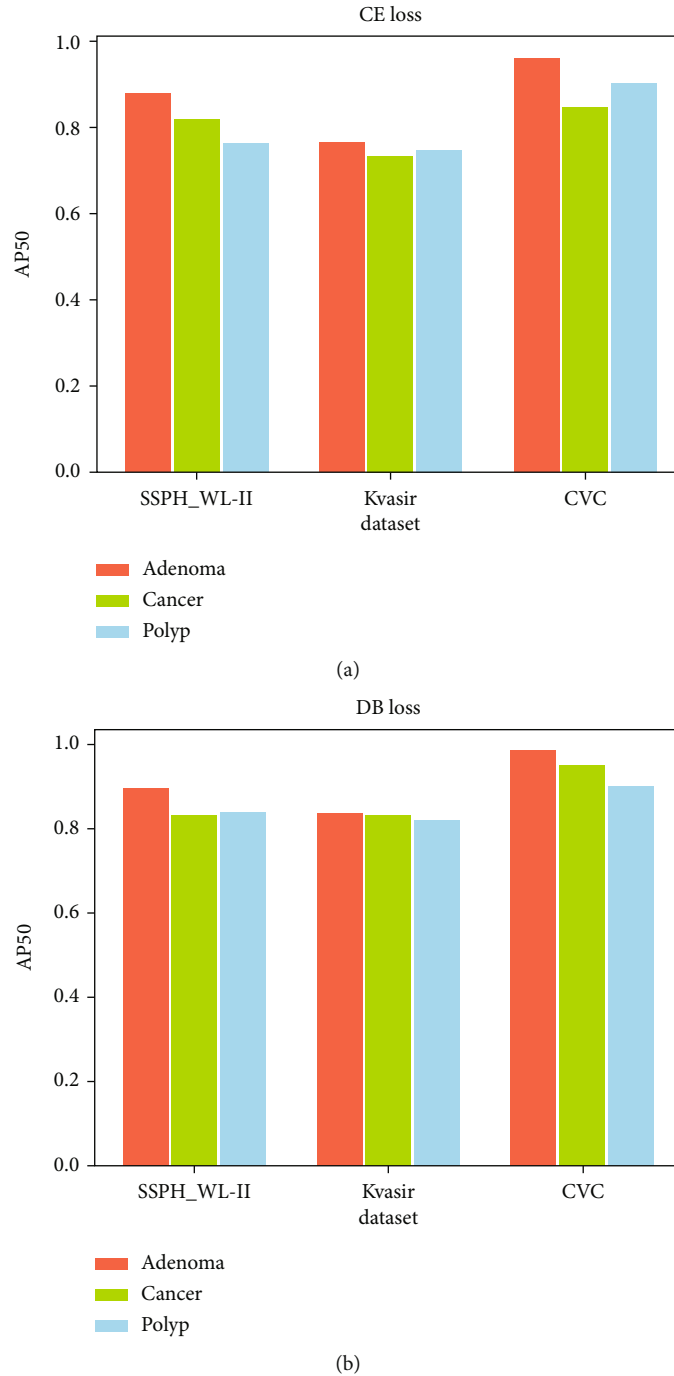 CE loss
1.0
0.8
0.6
0.4
0.2
0.0
AP50
SSPH_WL-II
Kvasir
dataset
CVC
Adenoma
Cancer
Polyp
(a)
DB loss
1.0
0.8
0.6
0.4
0.2
0.0
AP50
SSPH_WL-II
Kvasir
dataset
CVC
Adenoma
Cancer
Polyp
(b)